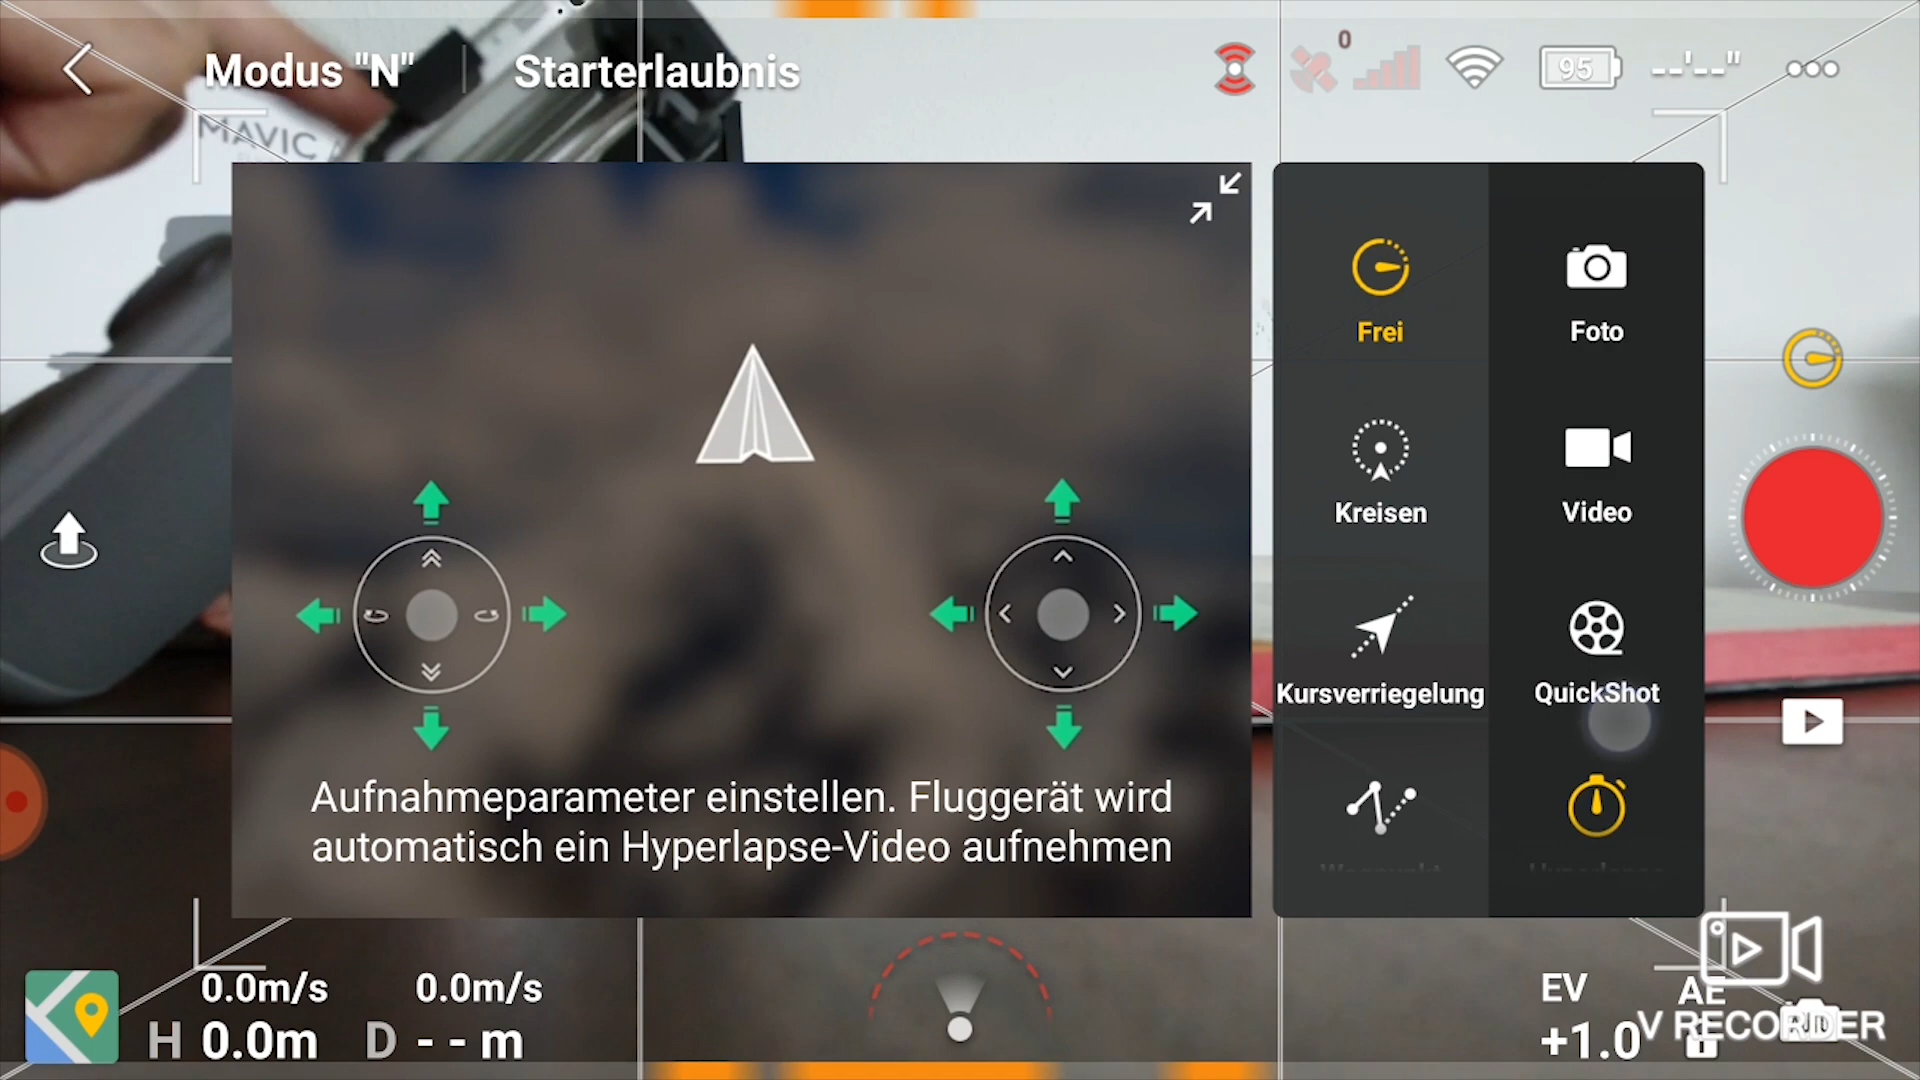 Modus "N"
Starterlaubnis
0
95
--'--"
MAVIC
Frei
Foto
Kreisen
Video
Kursverriegelung
QuickShot
Aufnahmeparameter einstellen. Fluggerät wird
automatisch ein Hyperlapse-Video aufnehmen
0.0m/s
0.0m/s
H 0.0m
D - - m
EV
+1.0
AE
V RECORDER